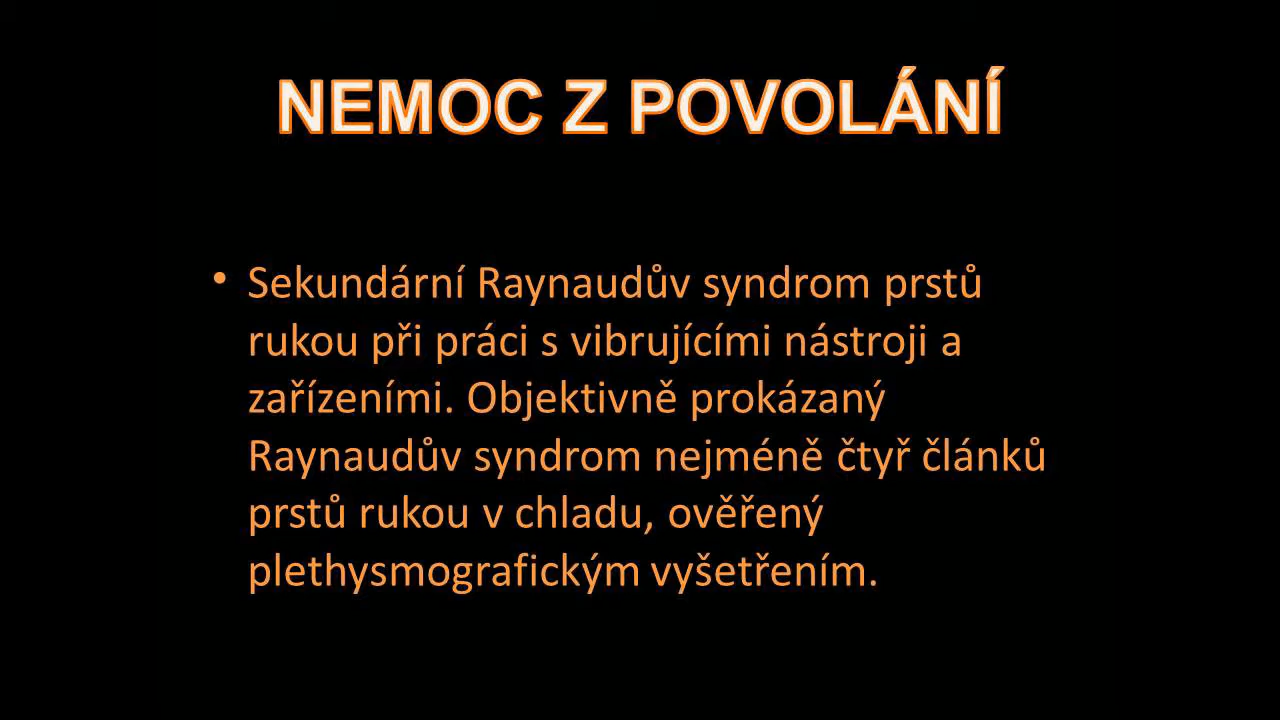 NEMOC Z POVOLÁNÍ
• Sekundární Raynaudův syndrom prstů
rukou při práci s vibrujícími nástroji a
zařízeními. Objektivně prokázaný
Raynaudův syndrom nejméně čtyř článků
prstů rukou v chladu, ověřený
plethysmografickým vyšetřením.